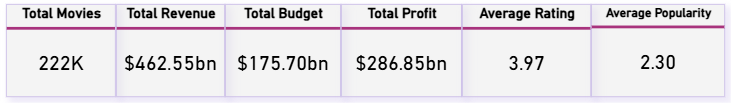 Total Movies Total Revenue Total Budget Total Profit Average Rating Average Popularity
222K $462.55bn $175.70bn $286.85bn 3.97 2.30